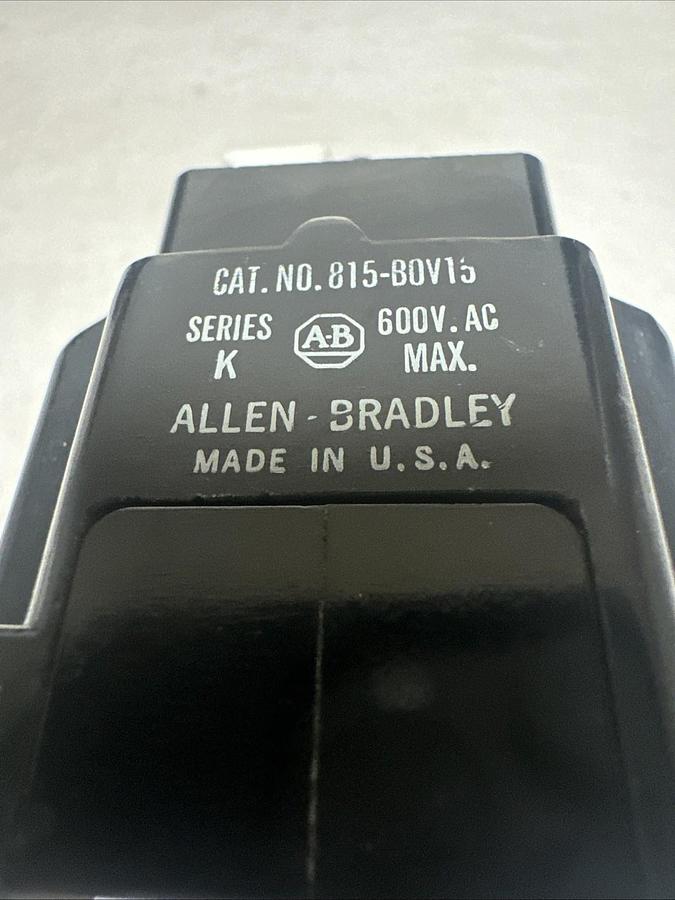 CAT. NO. 815-BOV15
SERIES K A-B 600V. AC MAX.
ALLEN - BRADLEY
MADE IN U.S.A.